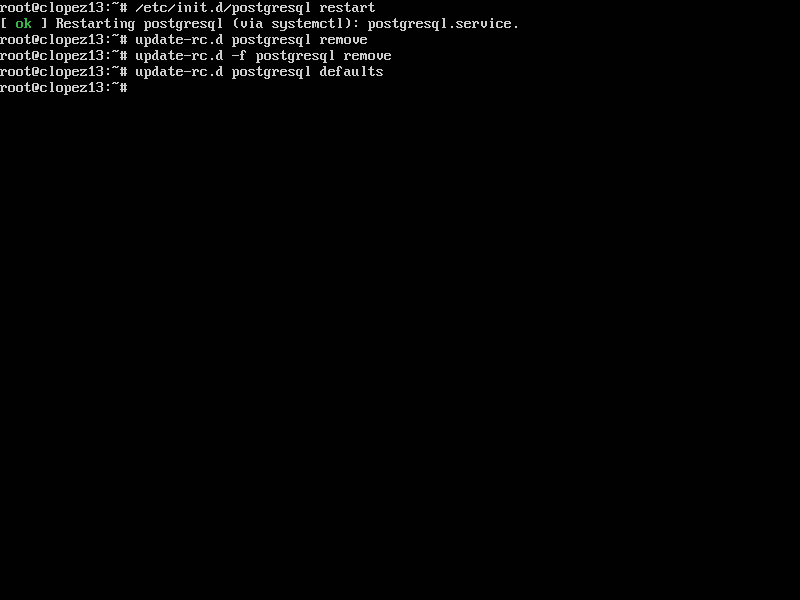 root@clopez13:~# /etc/init.d/postgresql restart
[ ok ] Restarting postgresql (via systemctl): postgresql.service.
root@clopez13:~# update-rc.d postgresql remove
root@clopez13:~# update-rc.d -f postgresql remove
root@clopez13:~# update-rc.d postgresql defaults
root@clopez13:~#